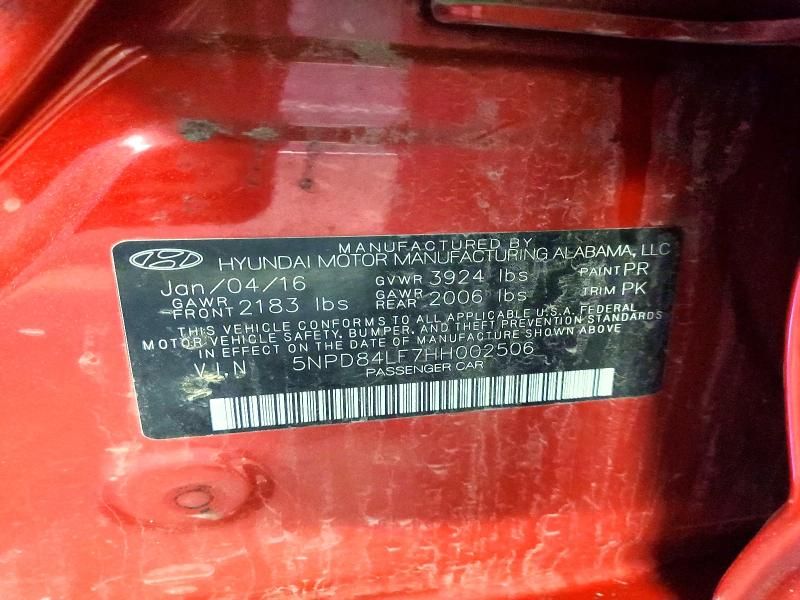 MANUFACTURED BY
HYUNDAI MOTOR MANUFACTURING ALABAMA, LLC
Jan/04/16 GVWR 3924 lbs PAINT PR
GAWR FRONT 2183 lbs GAWR REAR 2006 lbs TRIM PK
THIS VEHICLE CONFORMS TO ALL APPLICABLE U.S.A. FEDERAL
MOTOR VEHICLE SAFETY, BUMPER, AND THEFT PREVENTION STANDARDS
IN EFFECT ON THE DATE OF MANUFACTURE SHOWN ABOVE
V.I.N 5NPD84LF7HH002506
PASSENGER CAR